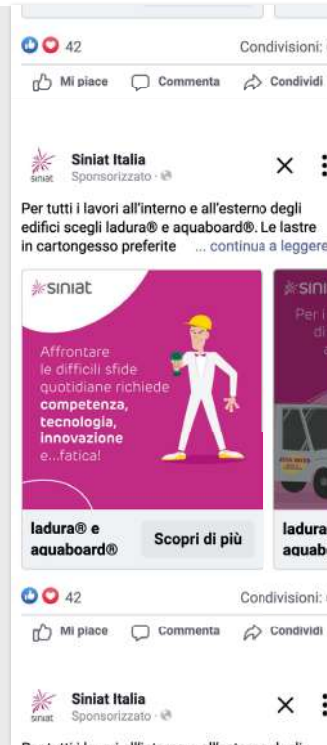 42
Condivisioni:
Mi piace
Commenta
Condividi
siniat
Siniat Italia
Sponsorizzato
Per tutti i lavori all'interno e all'esterno degli
edifici scegli ladura® e aquaboard®. Le lastre
in cartongesso preferite ... continua a leggere
siniat
Affrontare
le difficili sfide
quotidiane richiede
competenza,
tecnologia,
innovazione
e...fatica!
Per i
ladura® e
aquaboard®
Scopri di più
42
Condivisioni:
Mi piace
Commenta
Condividi
siniat
Siniat Italia
Sponsorizzato